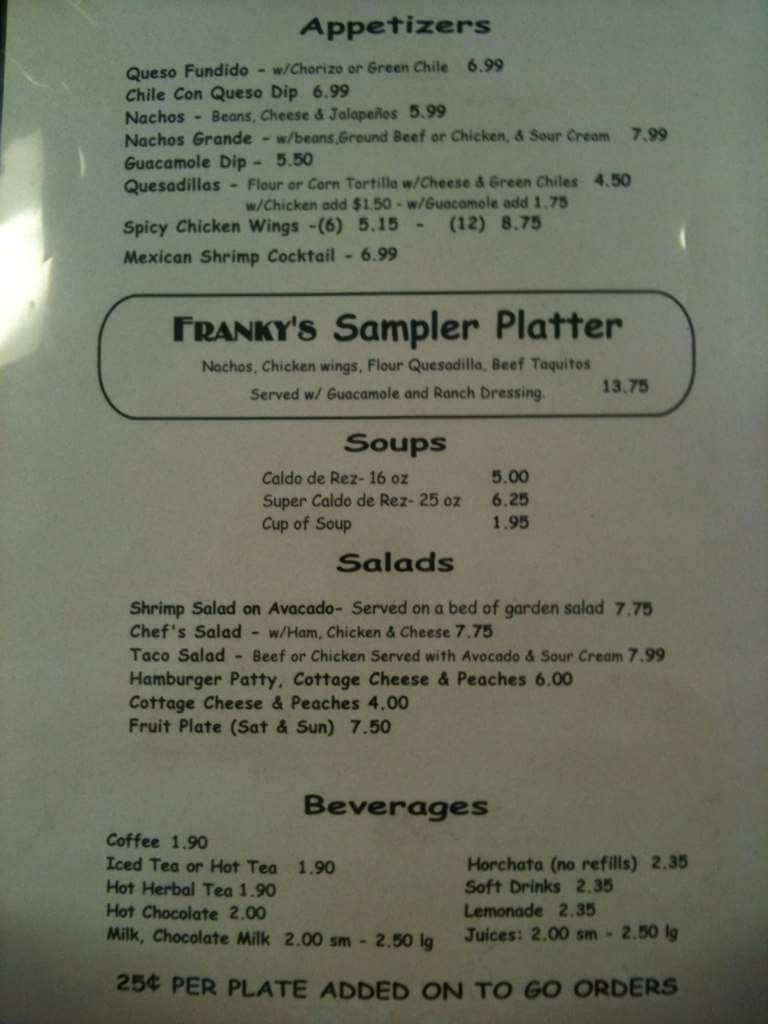 Appetizers
Queso Fundido - w/Chorizo or Green Chile 6.99
Chile Con Queso Dip 6.99
Nachos - Beans, Cheese & Jalapeños 5.99
Nachos Grande - w/beans,Ground Beef or Chicken, & Sour Cream 7.99
Guacamole Dip - 5.50
Quesadillas - Flour or Corn Tortilla w/Cheese & Green Chiles 4.50
w/Chicken add $1.50 - w/Guacamole add 1.75
Spicy Chicken Wings -(6) 5.15 - (12) 8.75
Mexican Shrimp Cocktail - 6.99
FRANKY'S Sampler Platter
Nachos, Chicken wings, Flour Quesadilla, Beef Taquitos
Served w/ Guacamole and Ranch Dressing. 13.75
Soups
Caldo de Rez- 16 oz 5.00
Super Caldo de Rez- 25 oz 6.25
Cup of Soup 1.95
Salads
Shrimp Salad on Avacado- Served on a bed of garden salad 7.75
Chef's Salad - w/Ham, Chicken & Cheese 7.75
Taco Salad - Beef or Chicken Served with Avocado & Sour Cream 7.99
Hamburger Patty, Cottage Cheese & Peaches 6.00
Cottage Cheese & Peaches 4.00
Fruit Plate (Sat & Sun) 7.50
Beverages
Coffee 1.90
Iced Tea or Hot Tea 1.90
Hot Herbal Tea 1.90
Hot Chocolate 2.00
Milk, Chocolate Milk 2.00 sm - 2.50 lg
Horchata (no refills) 2.35
Soft Drinks 2.35
Lemonade 2.35
Juices: 2.00 sm - 2.50 lg
25¢ PER PLATE ADDED ON TO GO ORDERS